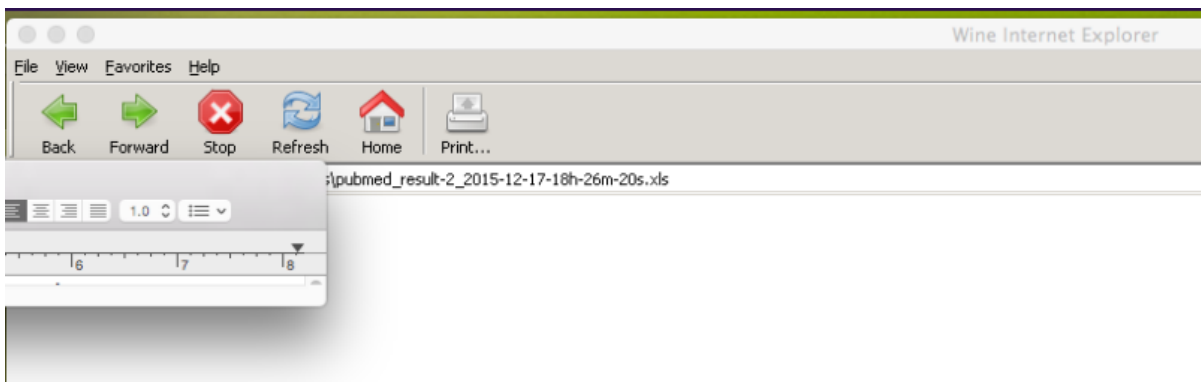 Wine Internet Explorer
File View Favorites Help
Back Forward Stop Refresh Home Print...
s\pubmed_result-2_2015-12-17-18h-26m-20s.xls
1.0
6 7 8